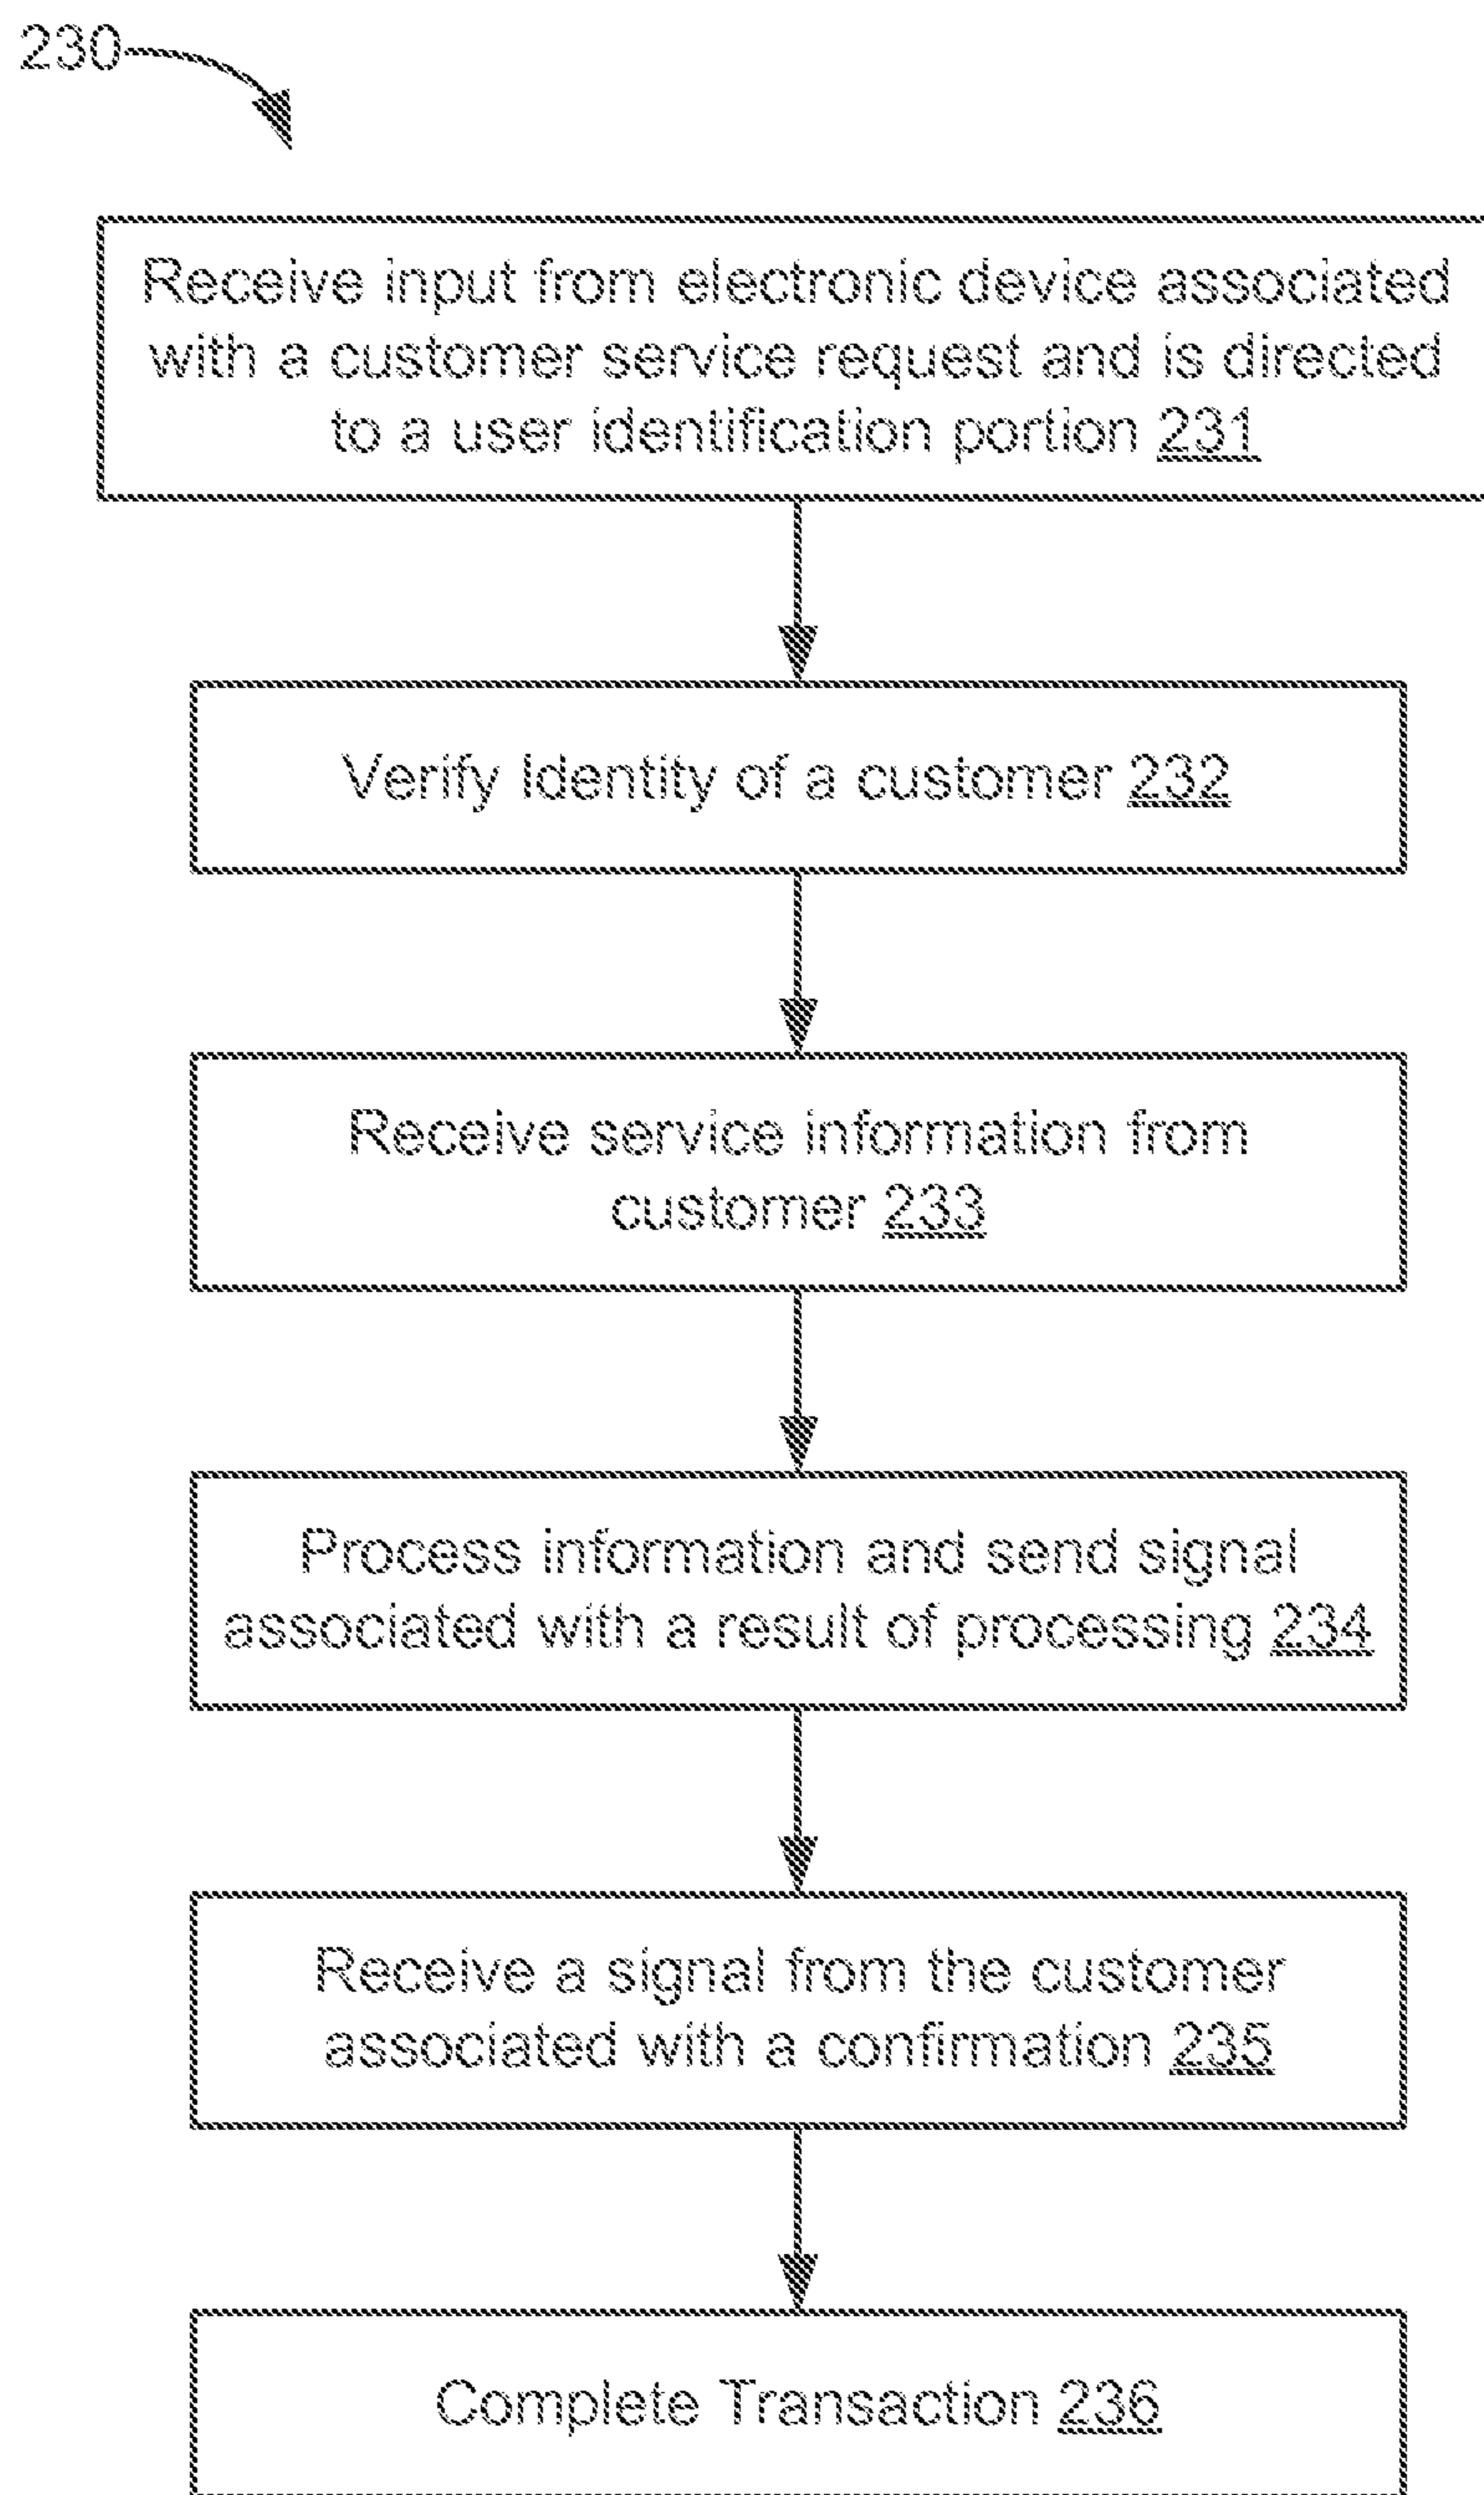 230
Receive input from electronic device associated
with a customer service request and is directed
to a user identification portion 231
Verify Identity of a customer 232
Receive service information from
customer 233
Process information and send signal
associated with a result of processing 234
Receive a signal from the customer
associated with a confirmation 235
Complete Transaction 236